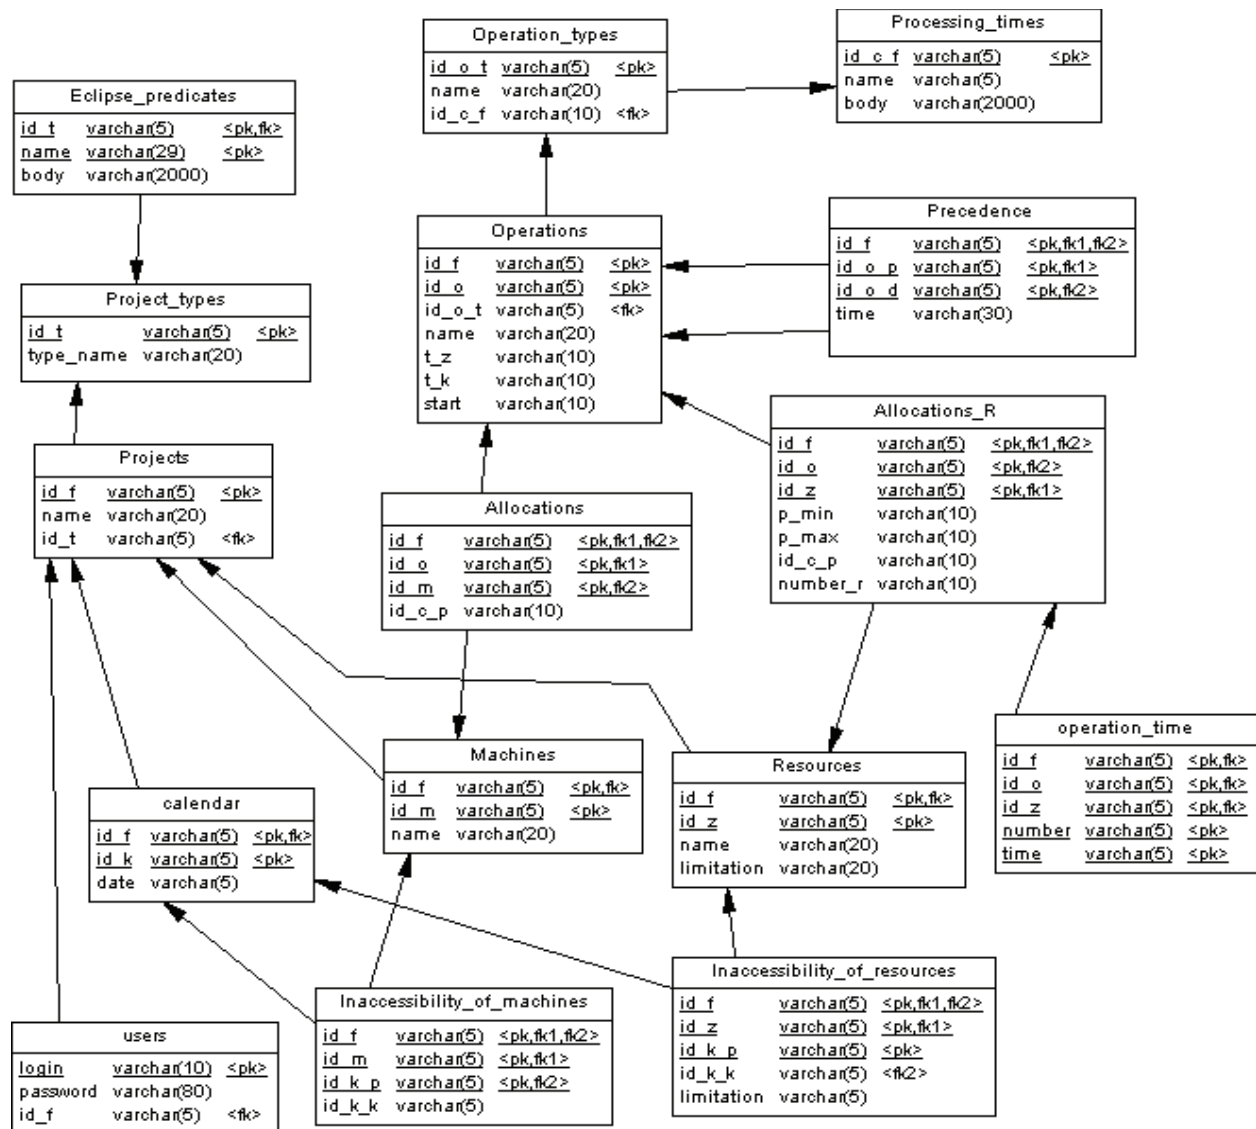 Operation_types
id_o_t varchar(5) <pk>
name varchar(20)
id_c_f varchar(10) <fk>
Processing_times
id_c_f varchar(5) <pk>
name varchar(5)
body varchar(2000)
Eclipse_predicates
id_t varchar(5) <pk,fk>
name varchar(29) <pk>
body varchar(2000)
Operations
id_f varchar(5) <pk>
id_o varchar(5) <pk>
id_o_t varchar(5) <fk>
name varchar(20)
t_z varchar(10)
t_k varchar(10)
start varchar(10)
Precedence
id_f varchar(5) <pk,fk1,fk2>
id_o_p varchar(5) <pk,fk1>
id_o_d varchar(5) <pk,fk2>
time varchar(30)
Project_types
id_t varchar(5) <pk>
type_name varchar(20)
Allocations_R
id_f varchar(5) <pk,fk1,fk2>
id_o varchar(5) <pk,fk2>
id_z varchar(5) <pk,fk1>
p_min varchar(10)
p_max varchar(10)
id_c_p varchar(10)
number_r varchar(10)
Projects
id_f varchar(5) <pk>
name varchar(20)
id_t varchar(5) <fk>
Allocations
id_f varchar(5) <pk,fk1,fk2>
id_o varchar(5) <pk,fk1>
id_m varchar(5) <pk,fk2>
id_c_p varchar(10)
operation_time
id_f varchar(5) <pk,fk>
id_o varchar(5) <pk,fk>
id_z varchar(5) <pk,fk>
number varchar(5) <pk>
time varchar(5) <pk>
Machines
id_f varchar(5) <pk,fk>
id_m varchar(5) <pk>
name varchar(20)
Resources
id_f varchar(5) <pk,fk>
id_z varchar(5) <pk>
name varchar(20)
limitation varchar(20)
calendar
id_f varchar(5) <pk,fk>
id_k varchar(5) <pk>
date varchar(5)
Inaccessibility_of_resources
id_f varchar(5) <pk,fk1,fk2>
id_z varchar(5) <pk,fk1>
id_k_p varchar(5) <pk>
id_k_k varchar(5) <fk2>
limitation varchar(5)
Inaccessibility_of_machines
id_f varchar(5) <pk,fk1,fk2>
id_m varchar(5) <pk,fk1>
id_k_p varchar(5) <pk,fk2>
id_k_k varchar(5)
users
login varchar(10) <pk>
password varchar(80)
id_f varchar(5) <fk>